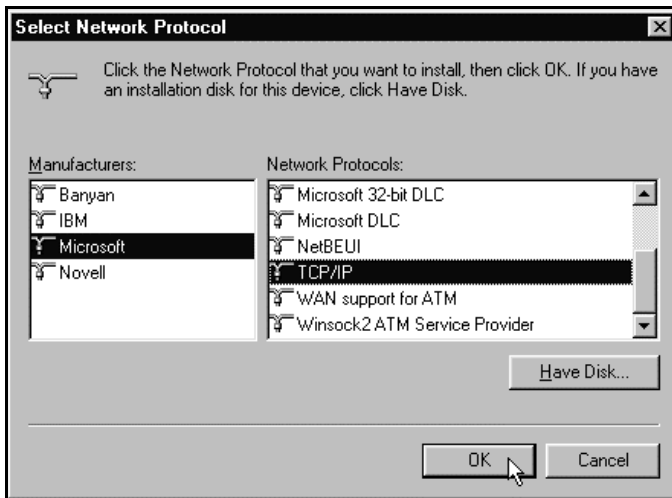 Select Network Protocol
Click the Network Protocol that you want to install, then click OK. If you have
an installation disk for this device, click Have Disk.
Manufacturers:
Banyan
IBM
Microsoft
Novell
Network Protocols:
Microsoft 32-bit DLC
Microsoft DLC
NetBEUI
TCP/IP
WAN support for ATM
Winsock2 ATM Service Provider
Have Disk...
OK
Cancel